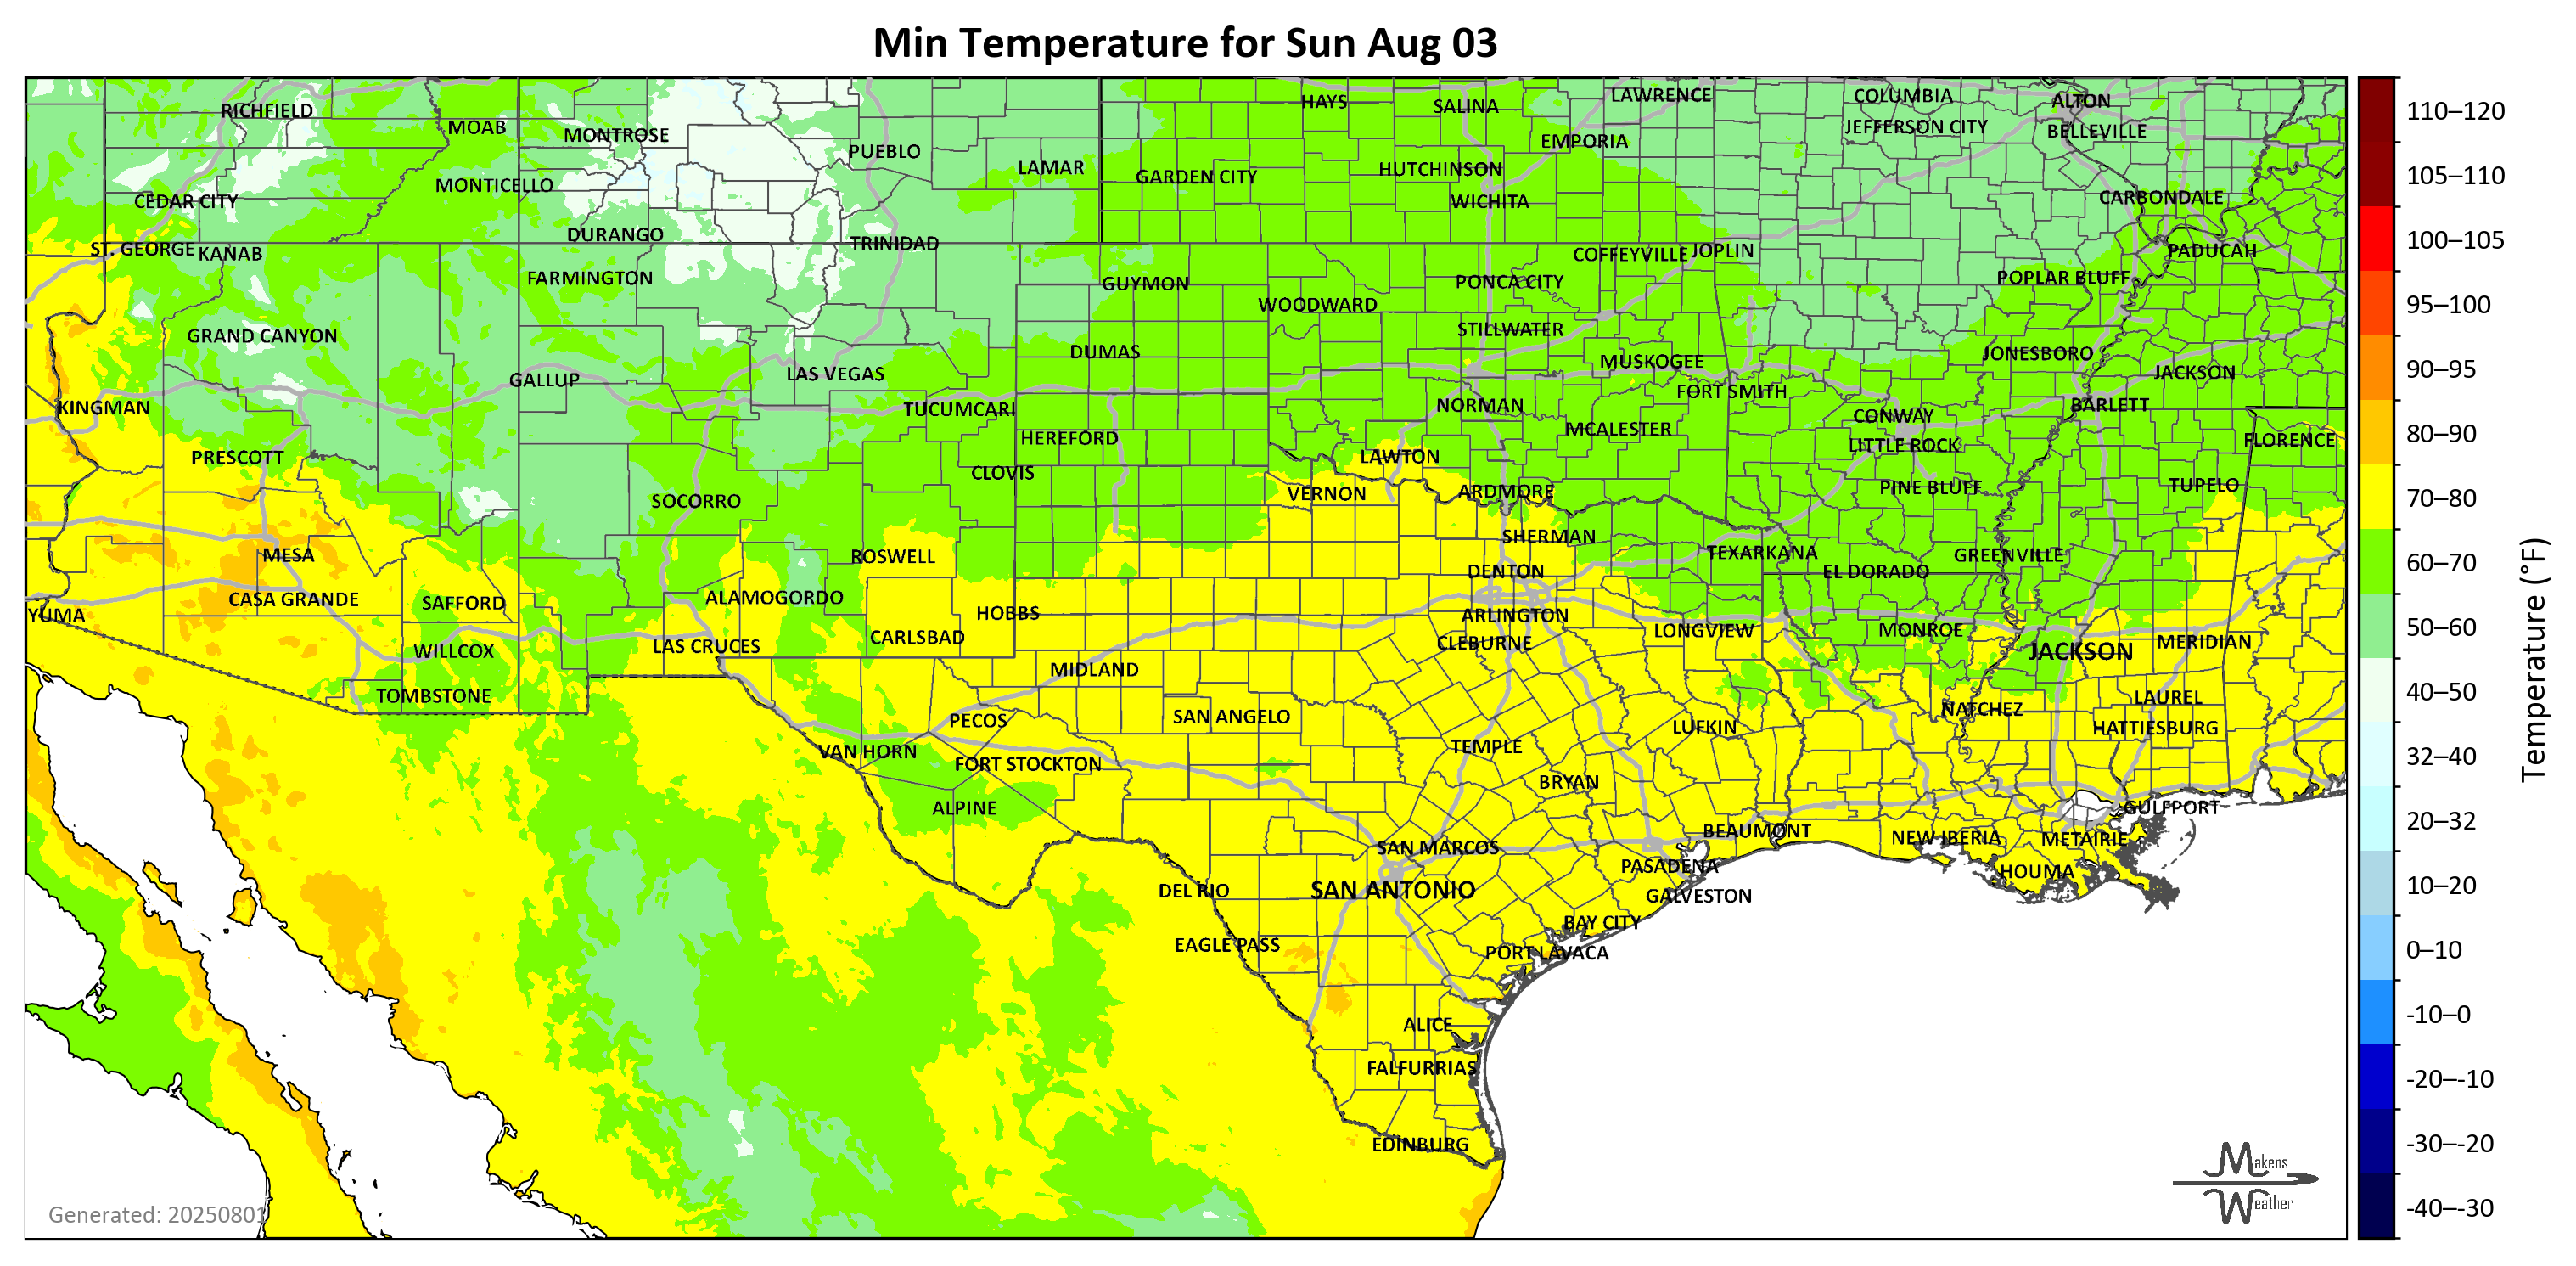 Min Temperature for Sun Aug 03
RICHFIELD
MOAB
MONTROSE
PUEBLO
LAMAR
HAYS
SALINA
LAWRENCE
COLUMBIA
ALTON
EMPORIA
JEFFERSON CITY
BELLEVILLE
MONTICELLO
GARDEN CITY
HUTCHINSON
CEDAR CITY
WICHITA
CARBONDALE
DURANGO
TRINIDAD
ST. GEORGE
KANAB
COFFEYVILLE
JOPLIN
PADUCAH
FARMINGTON
GUYMON
PONCA CITY
POPLAR BLUFF
WOODWARD
GRAND CANYON
STILLWATER
DUMAS
MUSKOGEE
JONESBORO
GALLUP
LAS VEGAS
FORT SMITH
JACKSON
KINGMAN
TUCUMCARI
NORMAN
CONWAY
BARLETT
HEREFORD
MCALESTER
LITTLE ROCK
FLORENCE
PRESCOTT
CLOVIS
LAWTON
SOCORRO
VERNON
ARDMORE
PINE BLUFF
TUPELO
MESA
ROSWELL
SHERMAN
TEXARKANA
GREENVILLE
CASA GRANDE
SAFFORD
ALAMOGORDO
DENTON
EL DORADO
YUMA
HOBBS
ARLINGTON
WILLCOX
LAS CRUCES
CARLSBAD
CLEBURNE
LONGVIEW
MONROE
JACKSON
MERIDIAN
TOMBSTONE
MIDLAND
LAUREL
PECOS
SAN ANGELO
LUFKIN
NATCHEZ
HATTIESBURG
VAN HORN
FORT STOCKTON
TEMPLE
ALPINE
BRYAN
GULFPORT
SAN MARCOS
BEAUMONT
NEW IBERIA
METAIRIE
DEL RIO
SAN ANTONIO
PASADENA
HOUMA
GALVESTON
EAGLE PASS
BAY CITY
PORT LAVACA
ALICE
FALFURRIAS
EDINBURG
Generated: 20250801
Makens
Weather
110–120
105–110
100–105
95–100
90–95
80–90
70–80
60–70
50–60
40–50
32–40
20–32
10–20
0–10
-10–0
-20–-10
-30–-20
-40–-30
Temperature (°F)